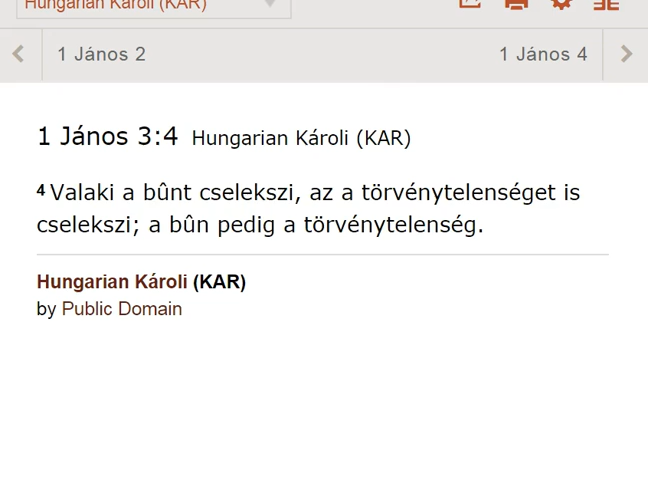 Hungarian Károli (KAR)
1 János 2
1 János 4
1 János 3:4 Hungarian Károli (KAR)
4 Valaki a bûnt cselekszi, az a törvénytelenséget is
cselekszi; a bûn pedig a törvénytelenség.
Hungarian Károli (KAR)
by Public Domain